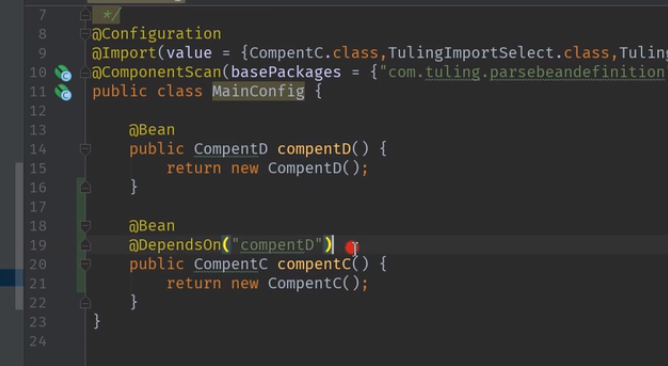 7 */
8 @Configuration
9 @Import(value = {CompentC.class,TulingImportSelect.class,Tuling
10 @ComponentScan(basePackages = {"com.tuling.parsebeandefinition
11 public class MainConfig {
12
13 @Bean
14 public CompentD compentD() {
15 return new CompentD();
16 }
17
18 @Bean
19 @DependsOn("compentD")
20 public CompentC compentC() {
21 return new CompentC();
22 }
23 }
24